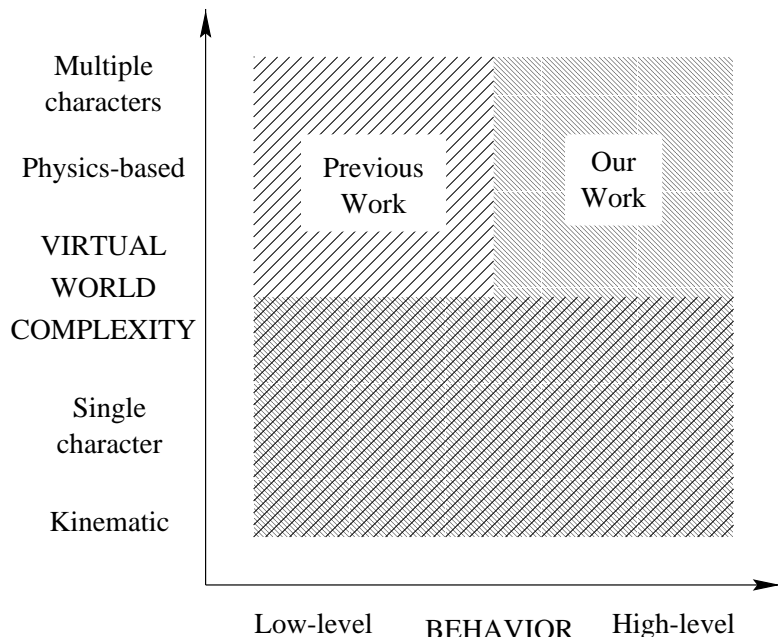 Multiple
characters
Physics-based
VIRTUAL
WORLD
COMPLEXITY
Single
character
Kinematic
Previous
Work
Our
Work
Low-level
BEHAVIOR
High-level